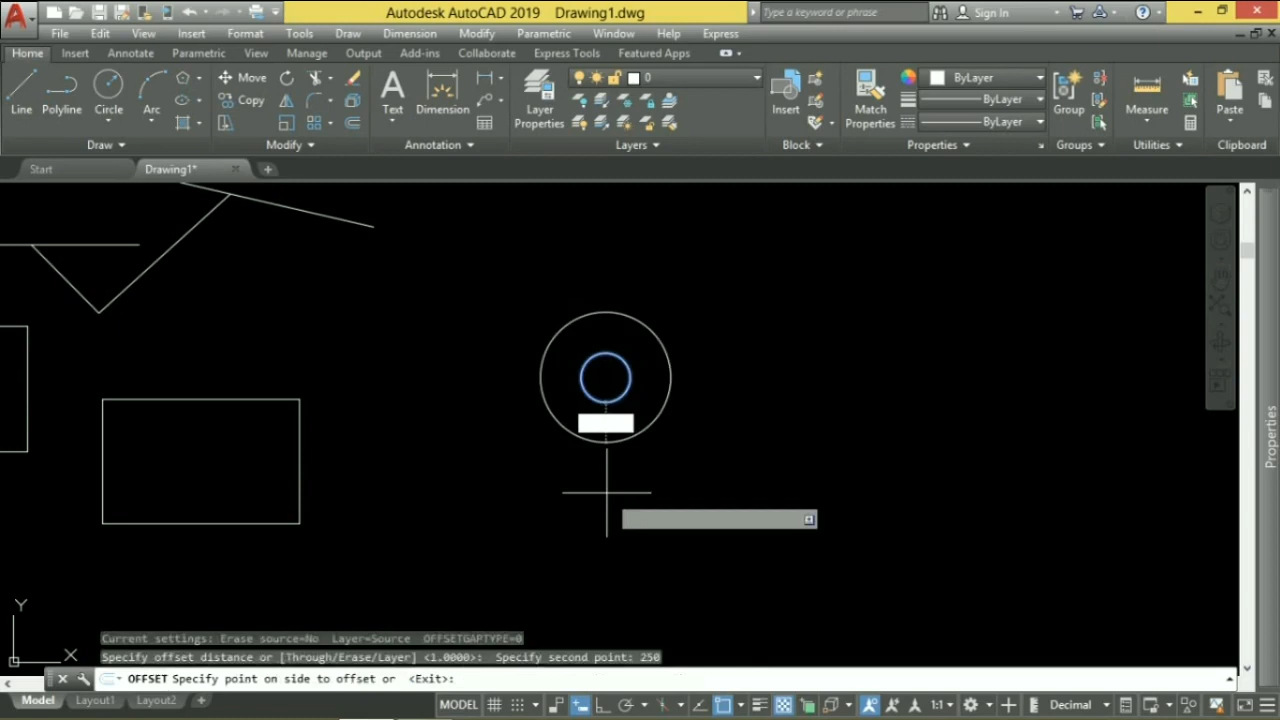 Autodesk AutoCAD 2019 Drawing1.dwg
Type a keyword or phrase
Sign In
File Edit View Insert Format Tools Draw Dimension Modify Parametric Window Help Express
Home Insert Annotate Parametric View Manage Output Add-ins Collaborate Express Tools Featured Apps
Line Polyline Circle Arc
Move
Copy
Text Dimension
Layer Properties
0
Insert
Match Properties
ByLayer
ByLayer
ByLayer
Group
Measure
Paste
Draw Modify Annotation Layers Block Properties Groups Utilities Clipboard
Start Drawing1* +
Properties
Y
X
Current settings: Erase source=No Layer=Source OFFSETGAPTYPE=0
Specify offset distance or [Through/Erase/Layer] <1.0000>: Specify second point: 250
OFFSET Specify point on side to offset or <Exit>:
Model Layout1 Layout2 +
MODEL 1:1 Decimal